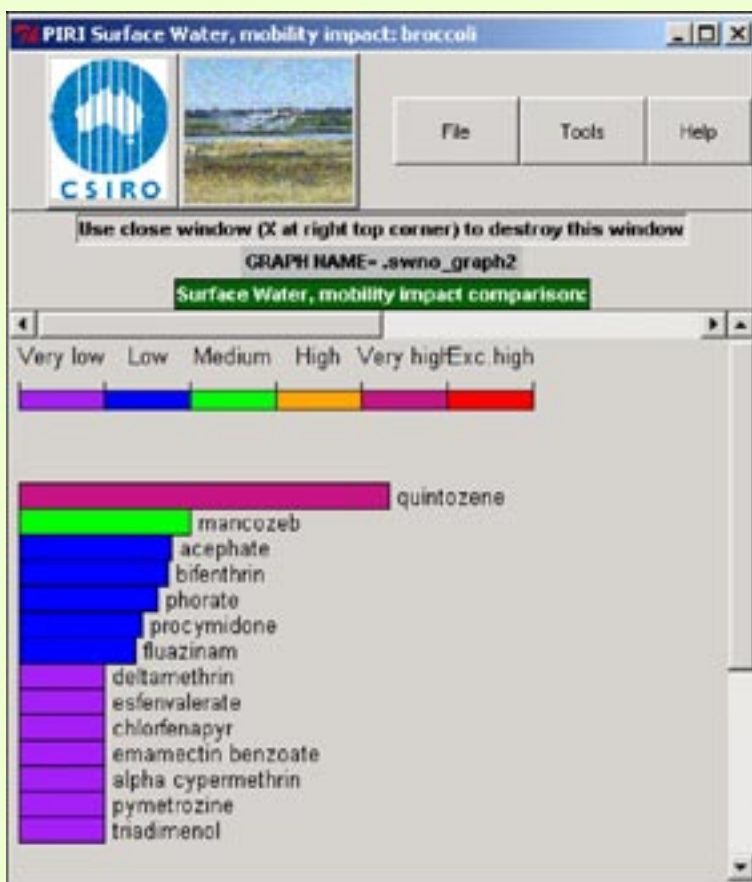 PIRI Surface Water, mobility impact: broccoli
CSIRO
File Tools Help
Use close window (X at right top corner) to destroy this window
GRAPH NAME= .swno_graph2
Surface Water, mobility impact comparison:
Very low Low Medium High Very high Exc.high
quintozene
mancozeb
acephate
bifenthrin
phorate
procymidone
fluazinam
deltamethrin
esfenvalerate
chlorfenapyr
emamectin benzoate
alpha cypermethrin
pymetrozine
triadimenol